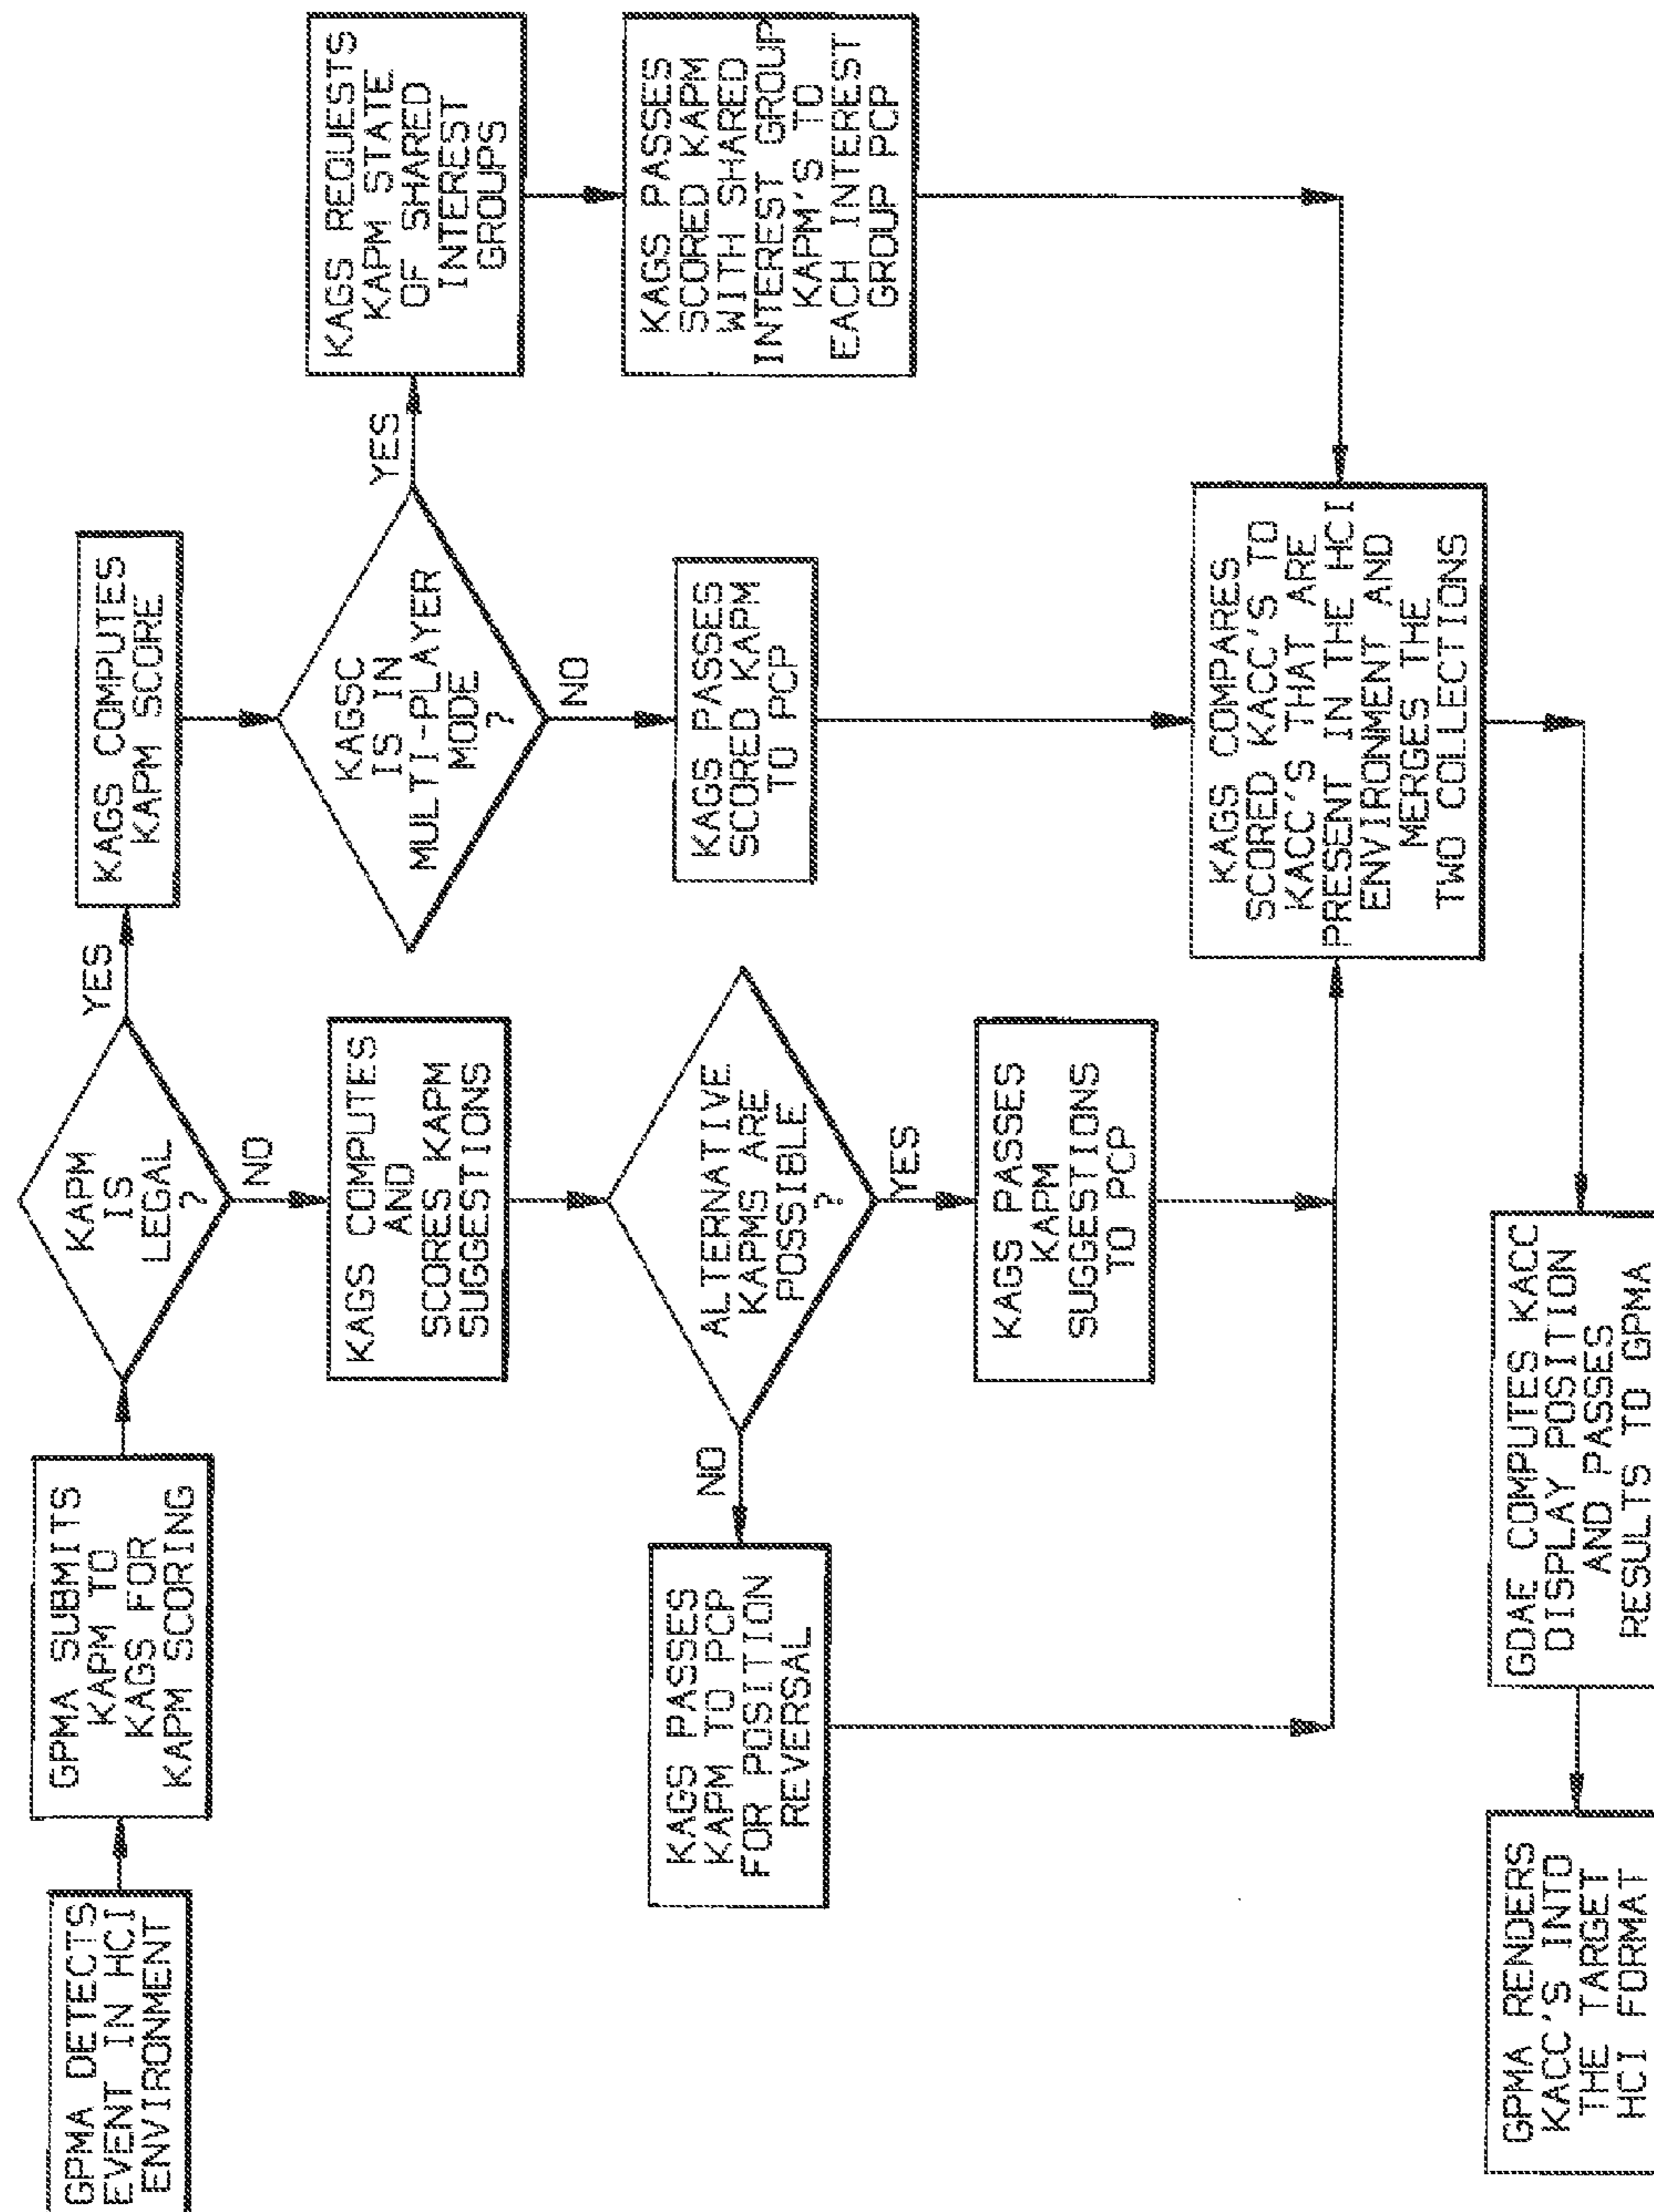 GPMA DETECTS
EVENT IN HCI
ENVIRONMENT
GPMA SUBMITS
KAPM TO
KAGS FOR
KAPM SCORING
KAPM
IS
LEGAL
?
YES
NO
KAGS COMPUTES
KAPM SCORE
KAGSC
IS IN
MULTI-PLAYER
MODE
?
YES
NO
KAGS REQUESTS
KAPM STATE
OF SHARED
INTEREST
GROUPS
KAGS PASSES
SCORED KAPM
WITH SHARED
INTEREST GROUP
KAPM'S TO
EACH INTEREST
GROUP PCP
KAGS PASSES
SCORED KAPM
TO PCP
KAGS COMPUTES
AND
SCORES KAPM
SUGGESTIONS
ALTERNATIVE
KAPMS ARE
POSSIBLE
?
NO
YES
KAGS PASSES
KAPM
SUGGESTIONS
TO PCP
KAGS PASSES
KAPM TO PCP
FOR POSITION
REVERSAL
KAGS COMPARES
SCORED KACC'S TO
KACC'S THAT ARE
PRESENT IN THE HCI
ENVIRONMENT AND
MERGES THE
TWO COLLECTIONS
GDAE COMPUTES KACC
DISPLAY POSITION
AND PASSES
RESULTS TO GPMA
GPMA RENDERS
KACC'S INTO
THE TARGET
HCI FORMAT